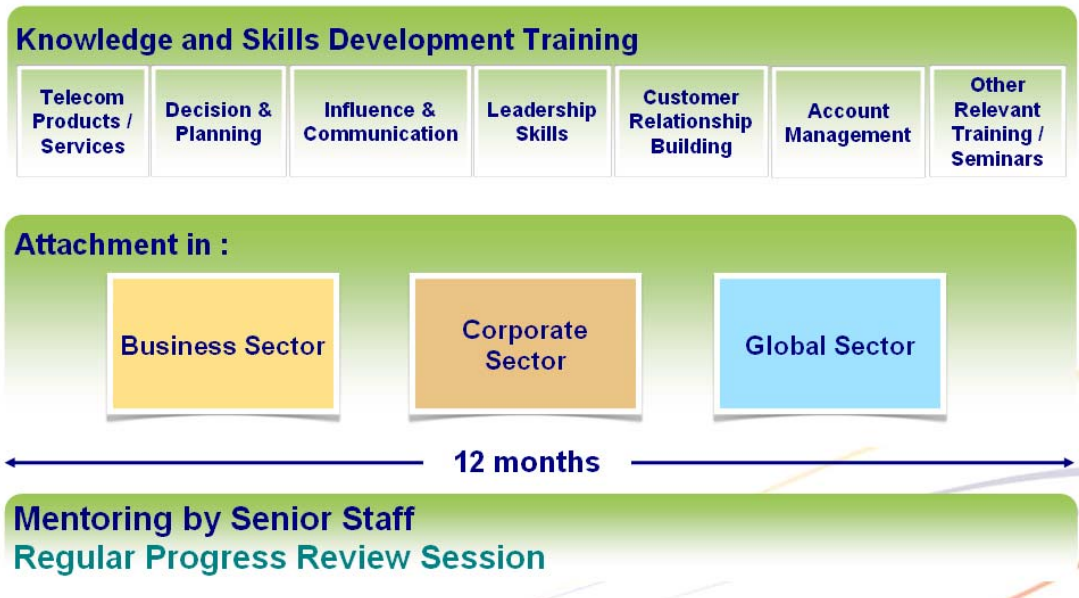 Knowledge and Skills Development Training
Telecom
Products /
Services
Decision &
Planning
Influence &
Communication
Leadership
Skills
Customer
Relationship
Building
Account
Management
Other
Relevant
Training /
Seminars
Attachment in :
Business Sector
Corporate
Sector
Global Sector
12 months
Mentoring by Senior Staff
Regular Progress Review Session